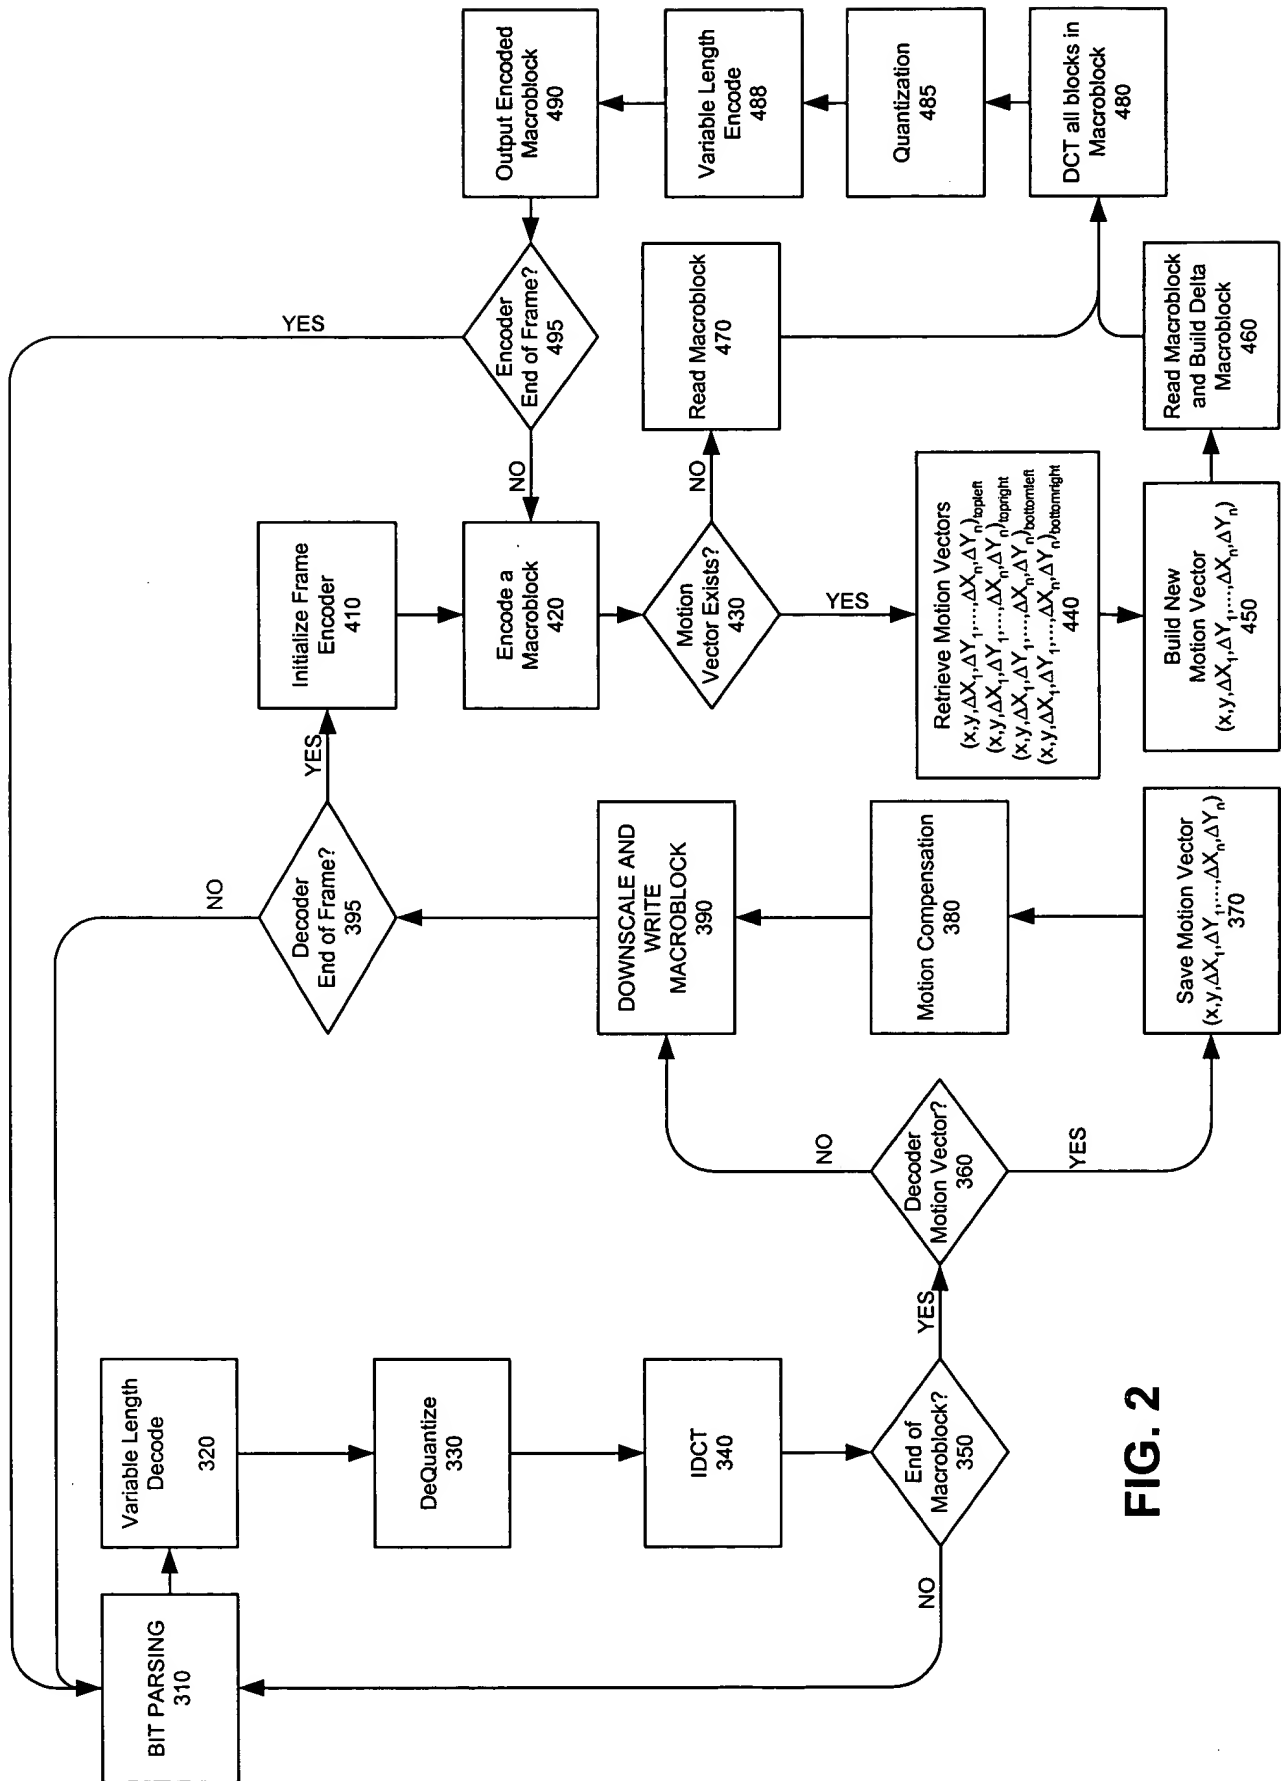 BIT PARSING
310
Variable Length
Decode
320
DeQuantize
330
IDCT
340
End of
Macroblock?
350
NO
YES
Decoder
Motion Vector?
360
NO
YES
Save Motion Vector
(x,y,ΔX1,ΔY1,...,ΔXn,ΔYn)
370
Motion Compensation
380
DOWNSCALE AND
WRITE
MACROBLOCK
390
Decoder
End of Frame?
395
NO
YES
Initialize Frame
Encoder
410
Encode a
Macroblock
420
Motion
Vector Exists?
430
NO
YES
Retrieve Motion Vectors
(x,y,ΔX1,ΔY1,...,ΔXn,ΔYn)topleft
(x,y,ΔX1,ΔY1,...,ΔXn,ΔYn)topright
(x,y,ΔX1,ΔY1,...,ΔXn,ΔYn)bottomleft
(x,y,ΔX1,ΔY1,...,ΔXn,ΔYn)bottomright
440
Build New
Motion Vector
(x,y,ΔX1,ΔY1,...,ΔXn,ΔYn)
450
Read Macroblock
and Build Delta
Macroblock
460
Read Macroblock
470
DCT all blocks in
Macroblock
480
Quantization
485
Variable Length
Encode
488
Output Encoded
Macroblock
490
Encoder
End of Frame?
495
NO
YES
FIG. 2